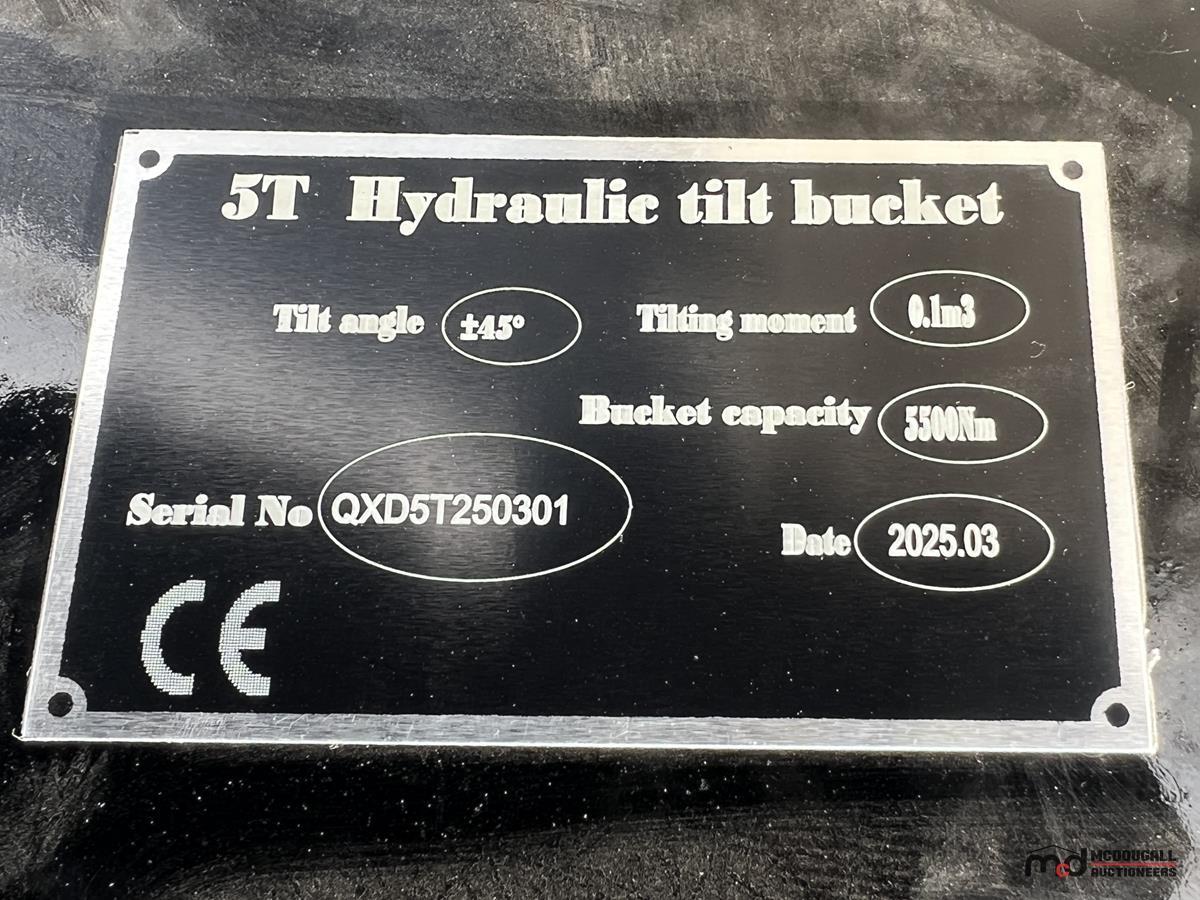 5T Hydraulic tilt bucket
Tilt angle ±45° Tilting moment 0.1m3
Bucket capacity 5500Nm
Serial No QXD5T250301
Date 2025.03
CE
mcd MCDOUGALL AUCTIONEERS